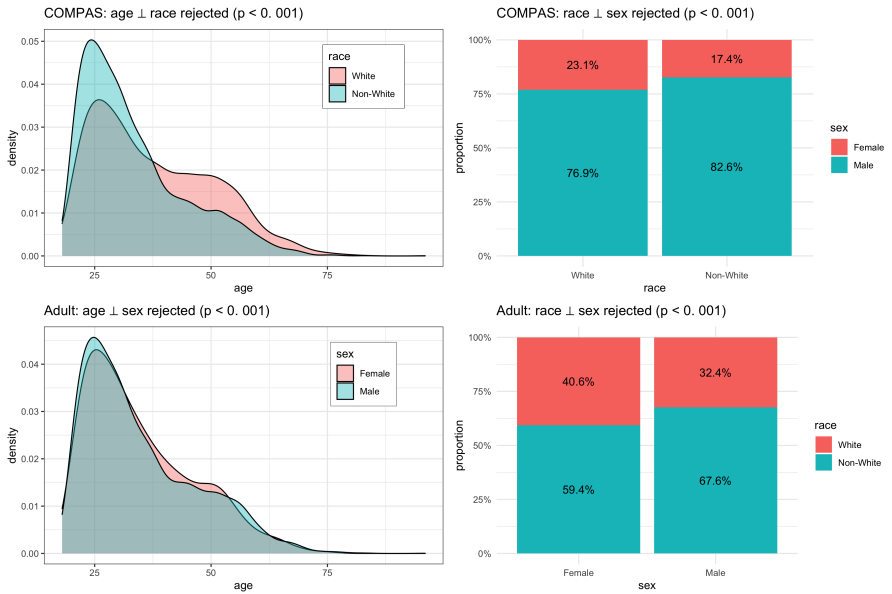 COMPAS: age ⊥ race rejected (p < 0. 001)
0.05
0.04
0.03
0.02
0.01
0.00
density
25
50
75
age
race
White
Non-White
COMPAS: race ⊥ sex rejected (p < 0. 001)
100%
75%
50%
25%
0%
proportion
23.1%
17.4%
76.9%
82.6%
White
Non-White
race
sex
Female
Male
Adult: age ⊥ sex rejected (p < 0. 001)
0.04
0.03
0.02
0.01
0.00
density
25
50
75
age
sex
Female
Male
Adult: race ⊥ sex rejected (p < 0. 001)
100%
75%
50%
25%
0%
proportion
40.6%
32.4%
59.4%
67.6%
Female
Male
sex
race
White
Non-White